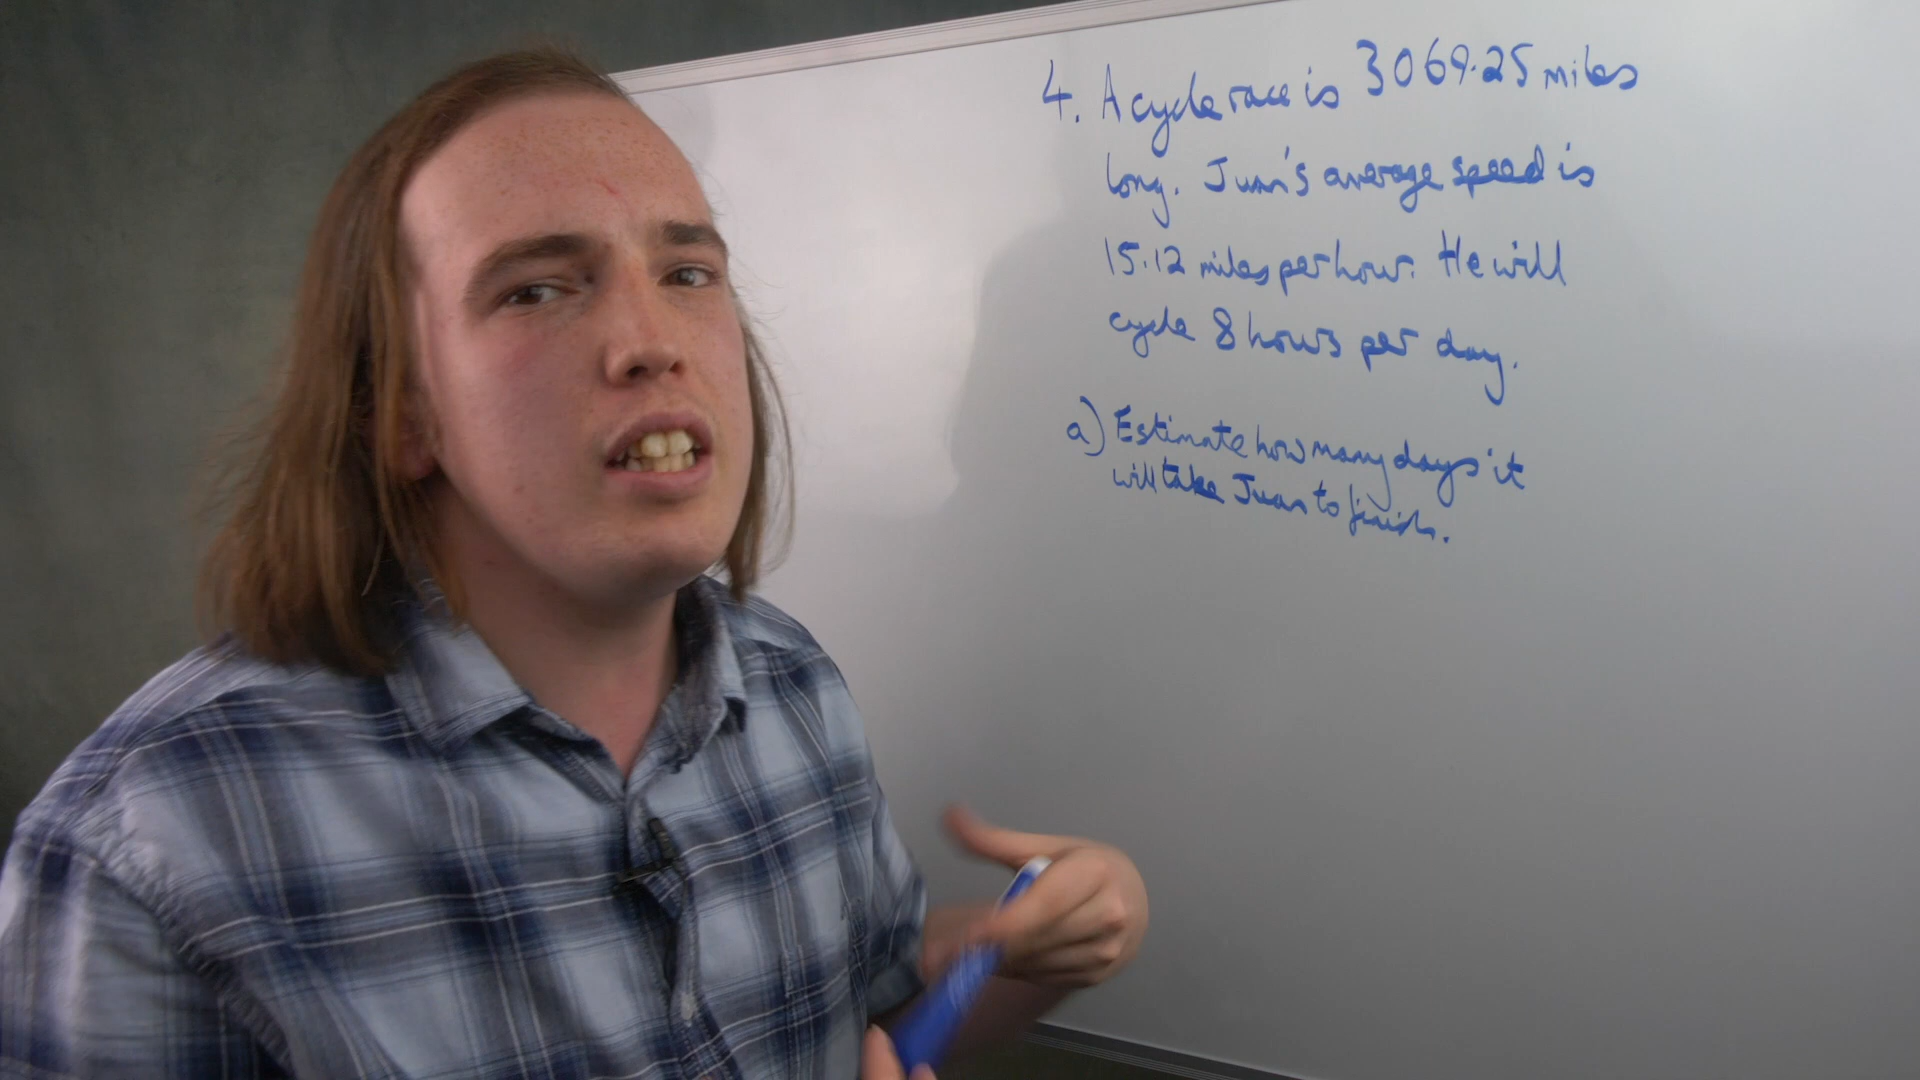 4. A cycle race is 3069.25 miles
long. Juan's average speed is
15.12 miles per hour. He will
cycle 8 hours per day.
a) Estimate how many days it
will take Juan to finish.